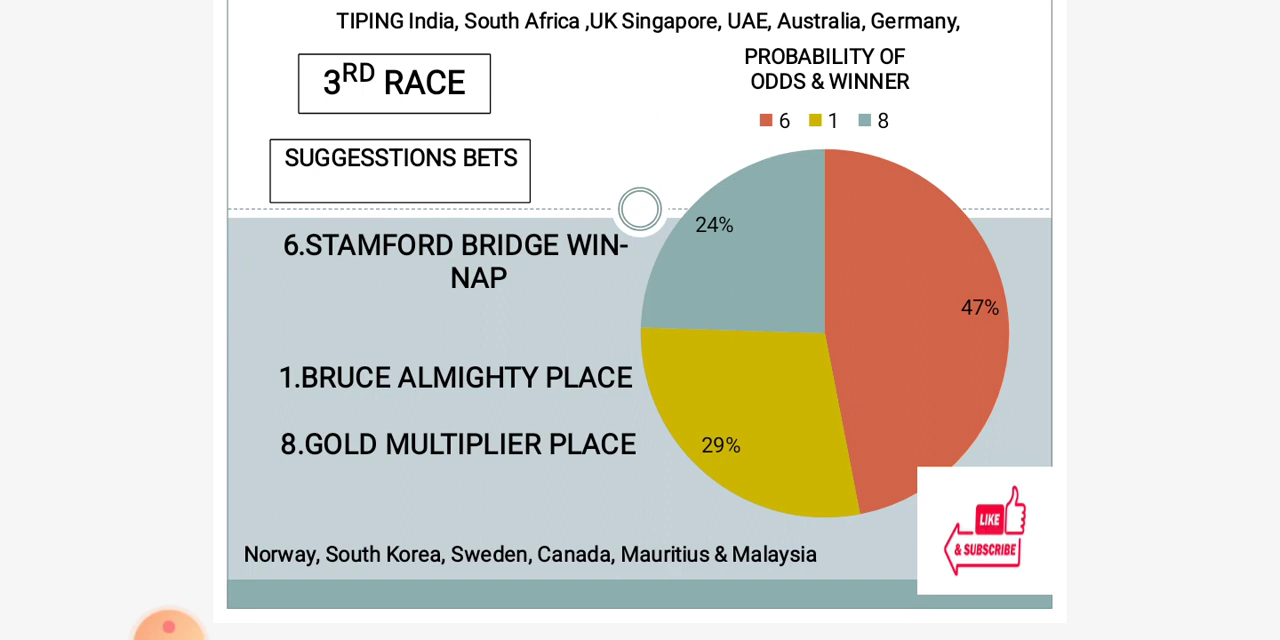 TIPING India, South Africa ,UK Singapore, UAE, Australia, Germany,
3RD RACE
PROBABILITY OF
ODDS & WINNER
6 1 8
SUGGESSTIONS BETS
24%
6.STAMFORD BRIDGE WIN-
NAP
47%
1.BRUCE ALMIGHTY PLACE
8.GOLD MULTIPLIER PLACE
29%
LIKE
& SUBSCRIBE
Norway, South Korea, Sweden, Canada, Mauritius & Malaysia